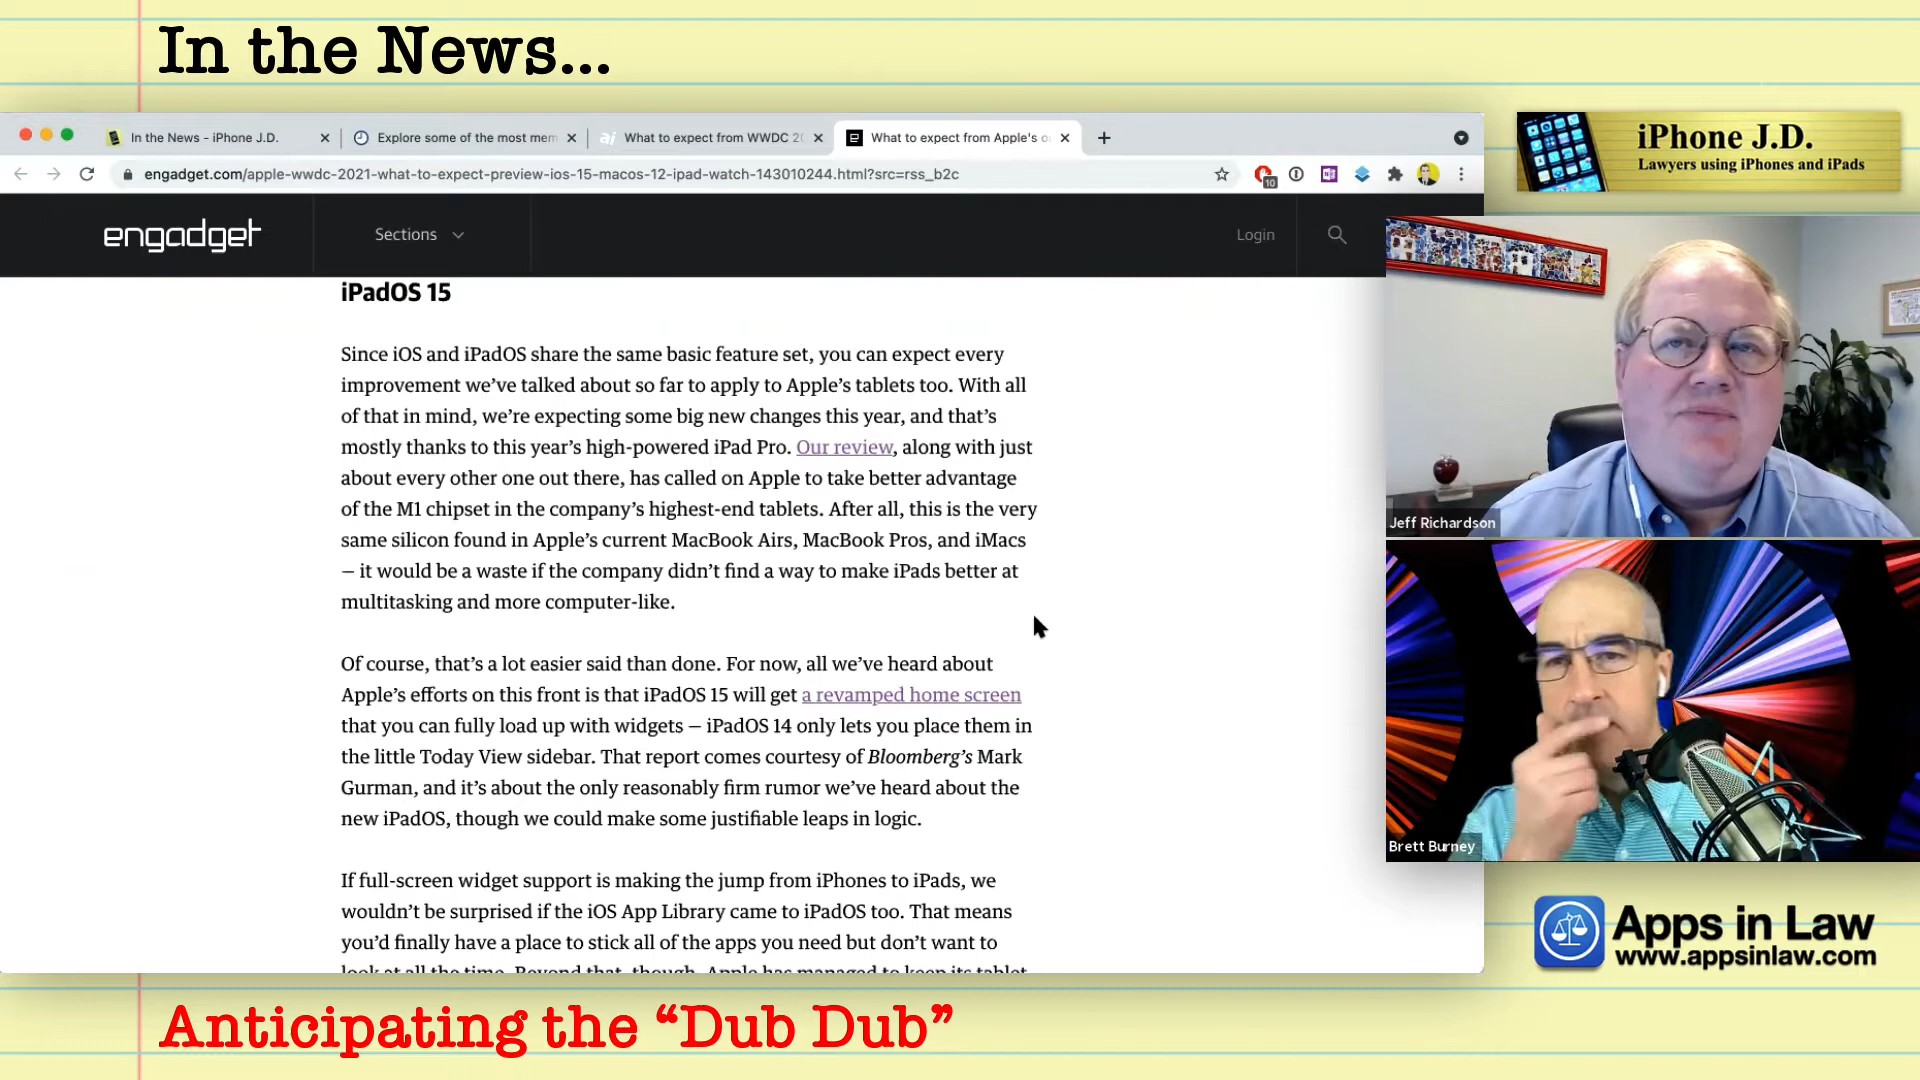 In the News...
In the News - iPhone J.D.
Explore some of the most mem
What to expect from WWDC 20
What to expect from Apple's o
engadget.com/apple-wwdc-2021-what-to-expect-preview-ios-15-macos-12-ipad-watch-143010244.html?src=rss_b2c
10
engadget
Sections
Login
iPadOS 15
Since iOS and iPadOS share the same basic feature set, you can expect every
improvement we've talked about so far to apply to Apple's tablets too. With all
of that in mind, we're expecting some big new changes this year, and that's
mostly thanks to this year's high-powered iPad Pro. Our review, along with just
about every other one out there, has called on Apple to take better advantage
of the M1 chipset in the company's highest-end tablets. After all, this is the very
same silicon found in Apple's current MacBook Airs, MacBook Pros, and iMacs
— it would be a waste if the company didn't find a way to make iPads better at
multitasking and more computer-like.
Of course, that's a lot easier said than done. For now, all we've heard about
Apple's efforts on this front is that iPadOS 15 will get a revamped home screen
that you can fully load up with widgets — iPadOS 14 only lets you place them in
the little Today View sidebar. That report comes courtesy of Bloomberg's Mark
Gurman, and it's about the only reasonably firm rumor we've heard about the
new iPadOS, though we could make some justifiable leaps in logic.
If full-screen widget support is making the jump from iPhones to iPads, we
wouldn't be surprised if the iOS App Library came to iPadOS too. That means
you'd finally have a place to stick all of the apps you need but don't want to
look at all the time. Beyond that, though, Apple has managed to keep its tablet
iPhone J.D.
Lawyers using iPhones and iPads
Jeff Richardson
Brett Burney
Apps in Law
www.appsinlaw.com
Anticipating the “Dub Dub”